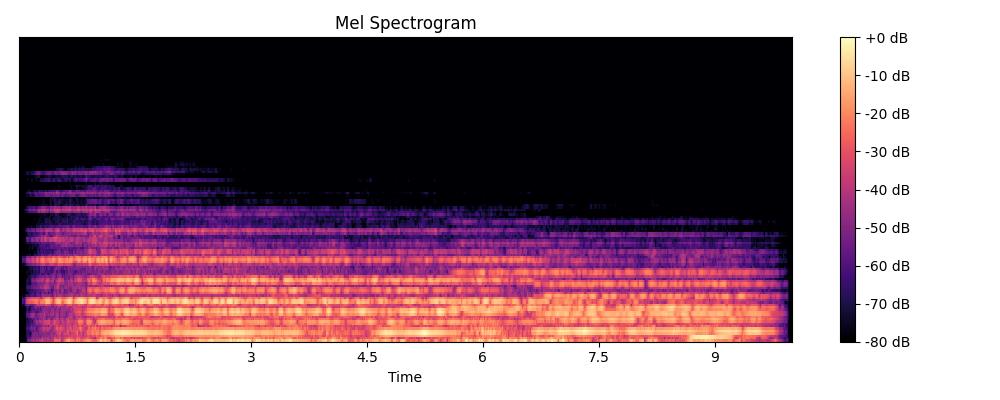 Mel Spectrogram
+0 dB
-10 dB
-20 dB
-30 dB
-40 dB
-50 dB
-60 dB
-70 dB
-80 dB
0 1.5 3 4.5 6 7.5 9
Time